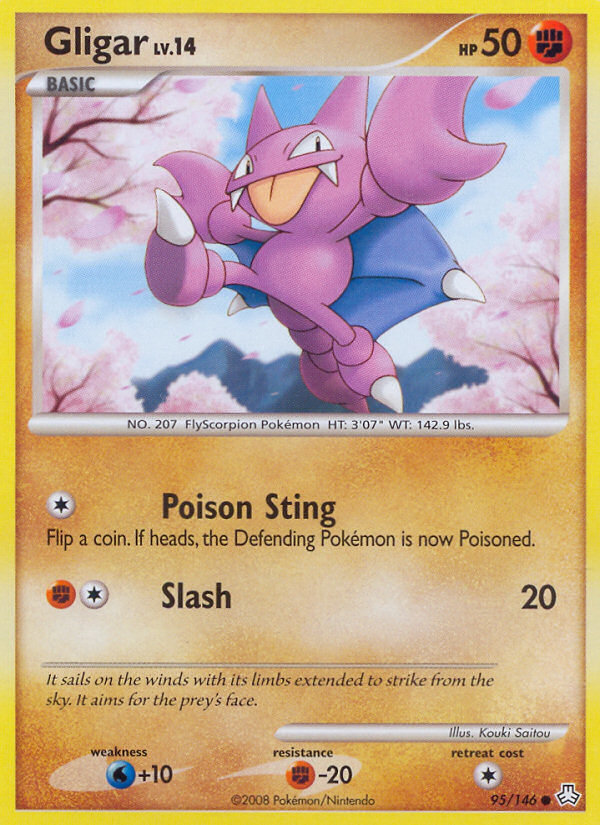 Gligar LV.14
HP 50
BASIC
NO. 207 FlyScorpion Pokémon HT: 3'07" WT: 142.9 lbs.
Poison Sting
Flip a coin. If heads, the Defending Pokémon is now Poisoned.
Slash 20
It sails on the winds with its limbs extended to strike from the
sky. It aims for the prey's face.
Illus. Kouki Saitou
weakness resistance retreat cost
+10 -20
©2008 Pokémon/Nintendo 95/146